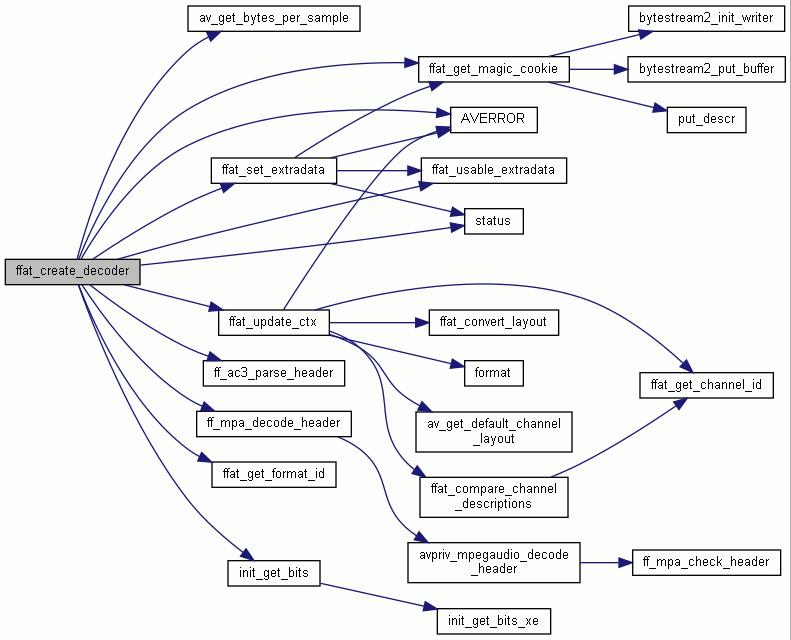 av_get_bytes_per_sample
bytestream2_init_writer
ffat_get_magic_cookie
bytestream2_put_buffer
AVERROR
put_descr
ffat_set_extradata
ffat_usable_extradata
status
ffat_create_decoder
ffat_update_ctx
ffat_convert_layout
ff_ac3_parse_header
format
ffat_get_channel_id
ff_mpa_decode_header
av_get_default_channel
_layout
ffat_get_format_id
ffat_compare_channel
_descriptions
avpriv_mpegaudio_decode
_header
ff_mpa_check_header
init_get_bits
init_get_bits_xe